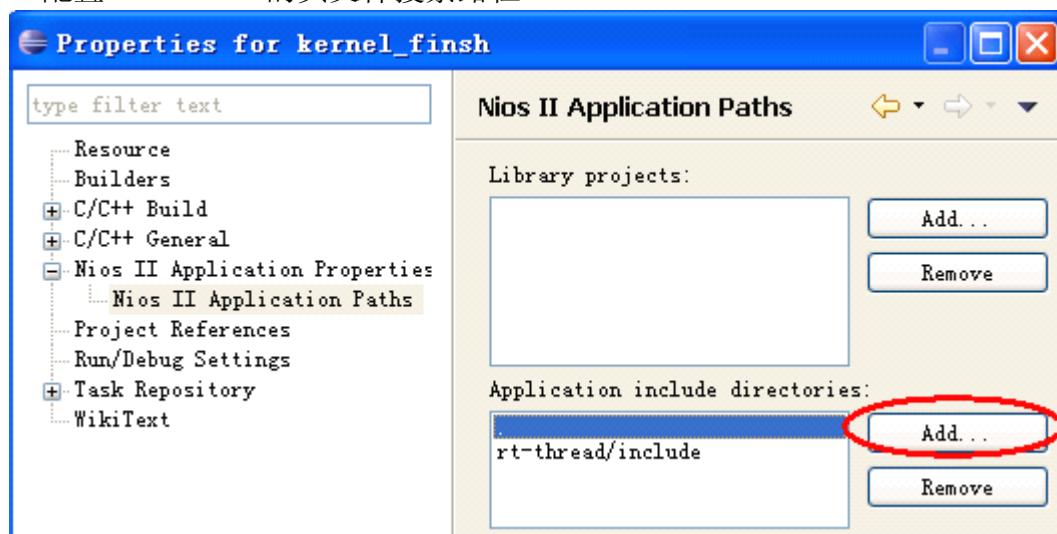 Properties for kernel_finsh
type filter text
Nios II Application Paths
Resource
Builders
C/C++ Build
C/C++ General
Nios II Application Properties
Nios II Application Paths
Project References
Run/Debug Settings
Task Repository
WikiText
Library projects:
Add...
Remove
Application include directories:
.
rt-thread/include
Add...
Remove